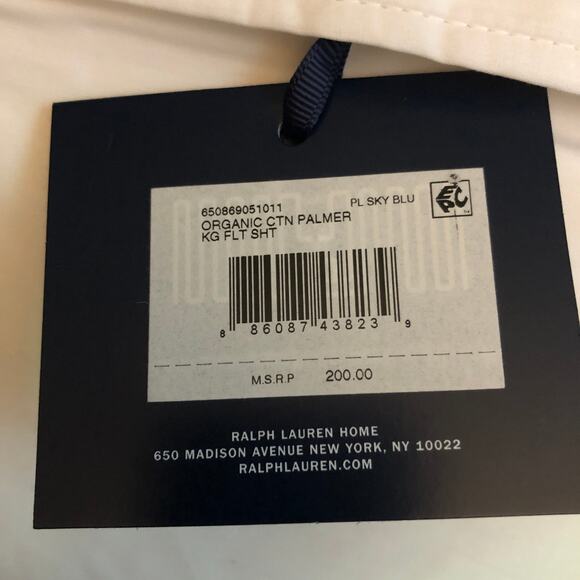 650869051011 PL SKY BLU
ORGANIC CTN PALMER
KG FLT SHT
EPC
8 86087 43823 9
M.S.R.P 200.00
RALPH LAUREN HOME
650 MADISON AVENUE NEW YORK, NY 10022
RALPHLAUREN.COM